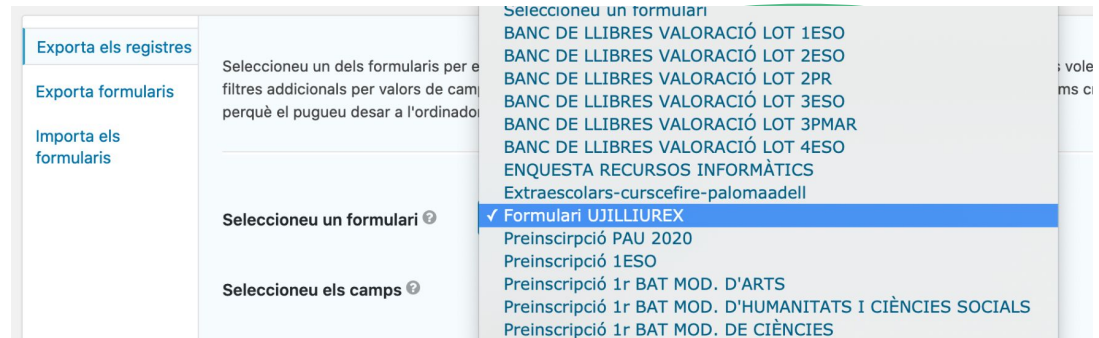 Exporta els registres
Exporta formularis
Importa els
formularis
Seleccioneu un dels formularis per e
filtres addicionals per valors de camp
perquè el pugueu desar a l'ordinador
vole
ms
Seleccioneu un formulari
Seleccioneu els camps
Seleccioneu un formulari
BANC DE LLIBRES VALORACIÓ LOT 1ESO
BANC DE LLIBRES VALORACIÓ LOT 2ESO
BANC DE LLIBRES VALORACIÓ LOT 2PR
BANC DE LLIBRES VALORACIÓ LOT 3ESO
BANC DE LLIBRES VALORACIÓ LOT 3PMAR
BANC DE LLIBRES VALORACIÓ LOT 4ESO
ENQUESTA RECURSOS INFORMÀTICS
Extraescolars-curscefire-palomaadell
✓ Formulari UJILLIUREX
Preinscirpció PAU 2020
Preinscripció 1ESO
Preinscripció 1r BAT MOD. D'ARTS
Preinscripció 1r BAT MOD. D'HUMANITATS I CIÈNCIES SOCIALS
Preinscripció 1r BAT MOD. DE CIÈNCIES